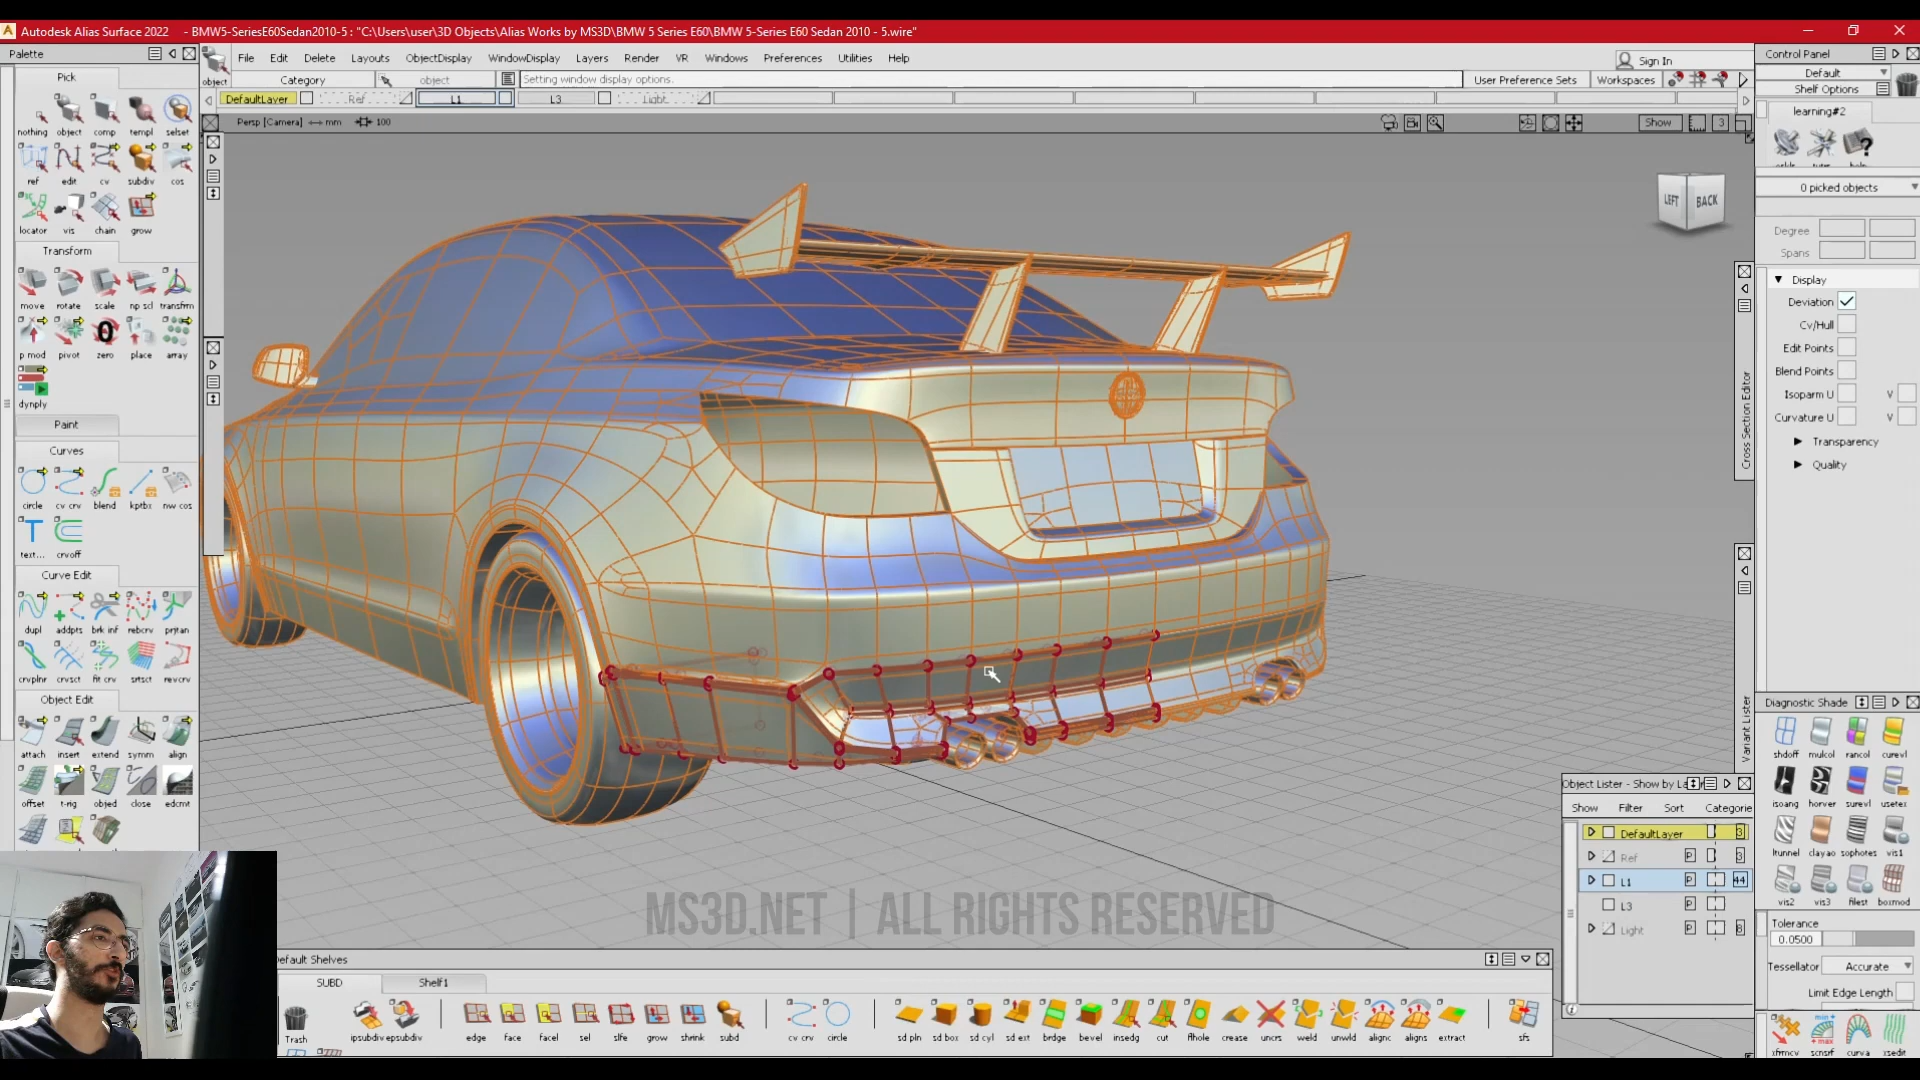 Autodesk Alias Surface 2022 - BMW5-SeriesE60Sedan2010-5 : "C:\Users\user\3D Objects\Alias Works by MS3D\BMW 5 Series E60\BMW 5-Series E60 Sedan 2010 - 5.wire"
Palette
File Edit Delete Layouts ObjectDisplay WindowDisplay Layers Render VR Windows Preferences Utilities Help
Sign In
Control Panel
object
Category object Setting window display options.
User Preference Sets Workspaces
Default
Shelf Options
DefaultLayer Ref L1 L3 Light
learning#2
Persp [Camera] mm 100
Show 3
Pick
nothing object comp templ selset
ref edit cv subdiv cos
locator vis chain grow
Transform
move rotate scale np scl transfrm
p mod pivot zero place array
dynply
Paint
Curves
circle cv crv blend kptbx nw cos
text... crvoff
Curve Edit
dupl addpts brk inf rebcrv prjtan
crvplnr crvsct fit crv srtsct revcrv
Object Edit
attach insert extend symm align
offset t-rig objed close edcmt
LEFT BACK
0 picked objects
Degree
Spans
Display
Deviation
Cv/Hull
Edit Points
Blend Points
Isoparm U V
Curvature U V
Transparency
Quality
Cross Section Editor
Variant Lister
Diagnostic Shade
shdoff mulcol rancol curevl
isoang horver surevl usetex
ltunnel clayao sophotes vis1
vis2 vis3 filest boxmod
Tolerance
0.0500
Tessellator Accurate
Limit Edge Length
xfrmcv scnsrf curva xsedit
Object Lister - Show by La
Show Filter Sort Categorie
DefaultLayer 3
Ref P 3
L1 P 44
L3 P
Light P 8
MS3D.NET | ALL RIGHTS RESERVED
efault Shelves
SUBD Shelf1
Trash ipsubdiv epsubdiv edge face facel sel slfe grow shrink subd cv crv circle sd pln sd box sd cyl sd ext brdge bevel insedg cut flhole crease uncrs weld unwld alignc aligns extract sfs